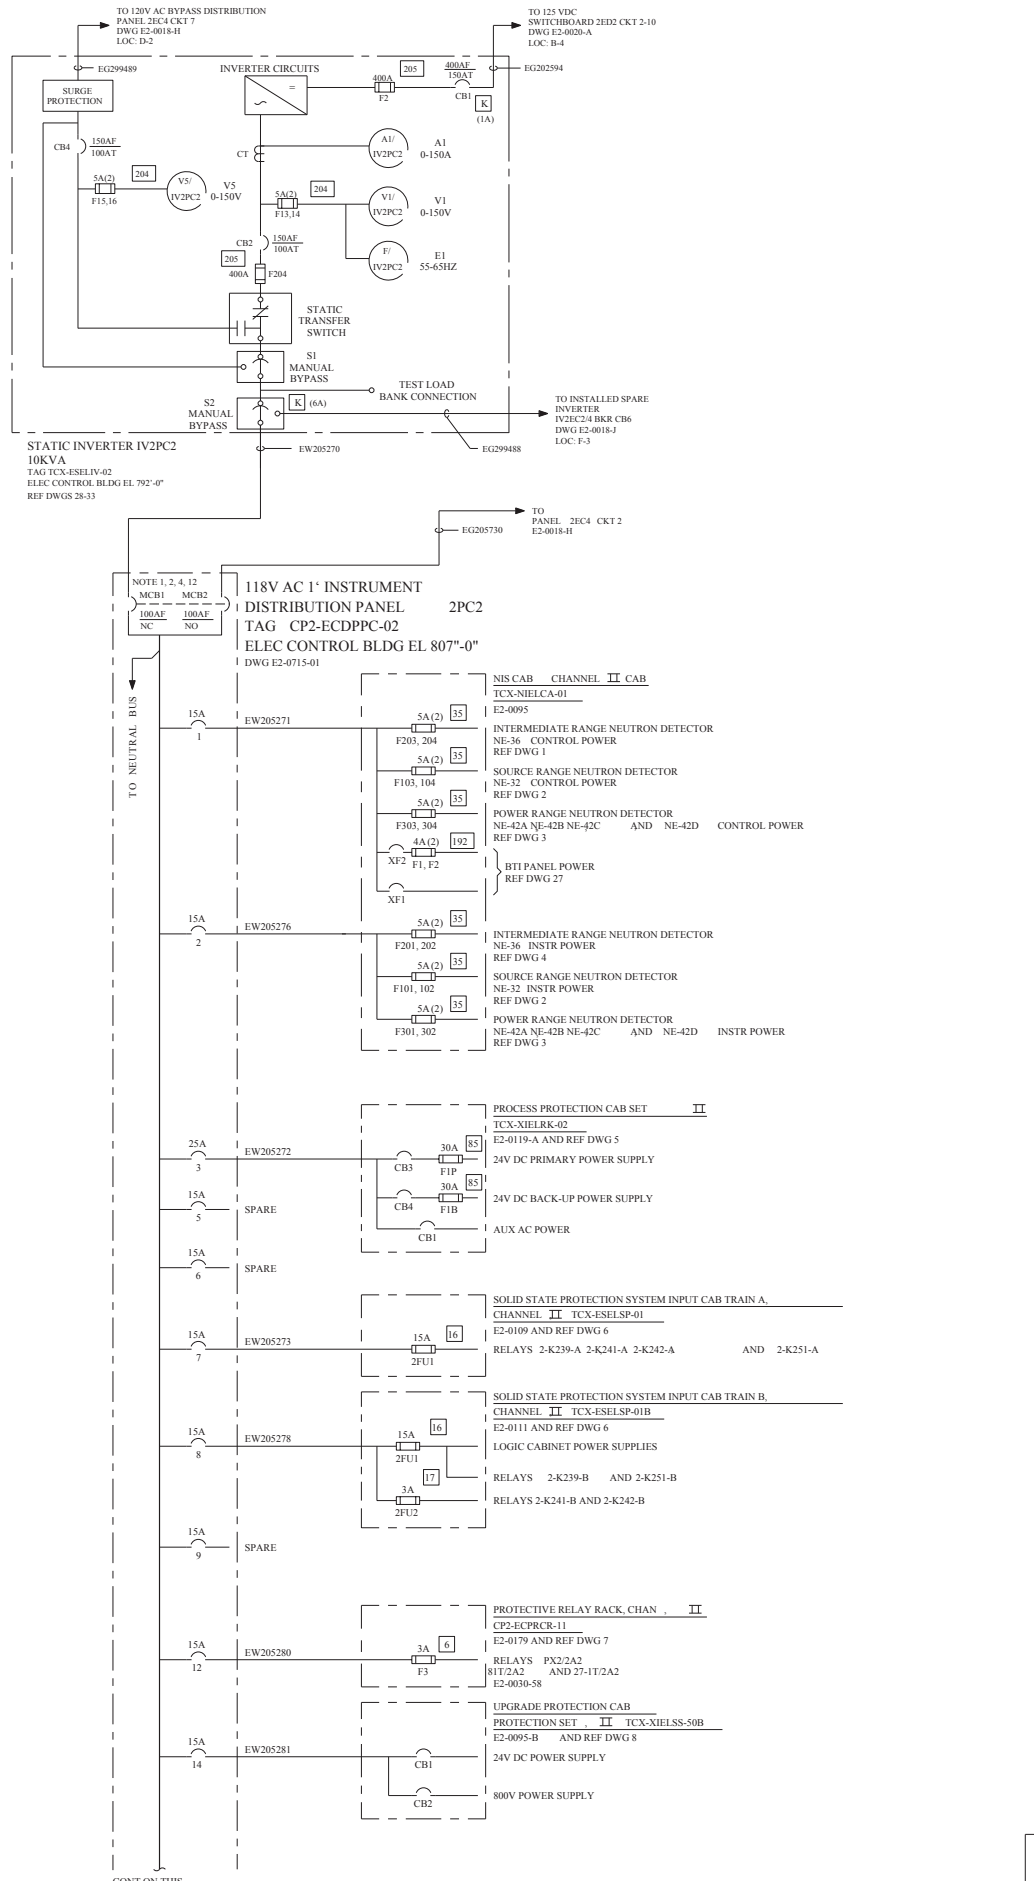 TO 120V AC BYPASS DISTRIBUTION
PANEL 2EC4 CKT 7
DWG E2-0018-H
LOC: D-2
TO 125 VDC
SWITCHBOARD 2ED2 CKT 2-10
DWG E2-0020-A
LOC: B-4
EG299489
INVERTER CIRCUITS
EG202594
SURGE
PROTECTION
=
400A
F2
205
400AF
150AT
CB1
K
(1A)
CB4
150AF
100AT
CT
A1/
IV2PC2
A1
0-150A
5A(2)
F15,16
204
V5/
IV2PC2
V5
0-150V
5A(2)
F13,14
204
V1/
IV2PC2
V1
0-150V
CB2
150AF
100AT
F/
IV2PC2
E1
55-65HZ
205
400A
F204
STATIC
TRANSFER
SWITCH
S1
MANUAL
BYPASS
TEST LOAD
BANK CONNECTION
S2
MANUAL
BYPASS
K
(6A)
TO INSTALLED SPARE
INVERTER
IV2EC2/4 BKR CB6
DWG E2-0018-J
LOC: F-3
STATIC INVERTER IV2PC2
10KVA
TAG TCX-ESELIV-02
ELEC CONTROL BLDG EL 792'-0"
REF DWGS 28-33
EW205270
EG299488
TO
PANEL 2EC4 CKT 2
E2-0018-H
EG205730
NOTE 1, 2, 4, 12
MCB1 MCB2
100AF
NC
100AF
NO
118V AC 1‘ INSTRUMENT
DISTRIBUTION PANEL 2PC2
TAG CP2-ECDPPC-02
ELEC CONTROL BLDG EL 807"-0"
DWG E2-0715-01
TO NEUTRAL BUS
NIS CAB CHANNEL II CAB
TCX-NIELCA-01
E2-0095
15A
1
EW205271
5A(2)
35
F203, 204
INTERMEDIATE RANGE NEUTRON DETECTOR
NE-36 CONTROL POWER
REF DWG 1
5A(2)
35
F103, 104
SOURCE RANGE NEUTRON DETECTOR
NE-32 CONTROL POWER
REF DWG 2
5A(2)
35
F303, 304
POWER RANGE NEUTRON DETECTOR
NE-42A, NE-42B NE-42C, AND NE-42D CONTROL POWER
REF DWG 3
XF2
4A(2)
192
F1, F2
BTI PANEL POWER
REF DWG 27
XF1
15A
2
EW205276
5A(2)
35
F201, 202
INTERMEDIATE RANGE NEUTRON DETECTOR
NE-36 INSTR POWER
REF DWG 4
5A(2)
35
F101, 102
SOURCE RANGE NEUTRON DETECTOR
NE-32 INSTR POWER
REF DWG 2
5A(2)
35
F301, 302
POWER RANGE NEUTRON DETECTOR
NE-42A, NE-42B NE-42C, AND NE-42D INSTR POWER
REF DWG 3
PROCESS PROTECTION CAB SET II
TCX-XIELRK-02
E2-0119-A AND REF DWG 5
25A
3
EW205272
CB3
30A
85
F1P
24V DC PRIMARY POWER SUPPLY
CB4
30A
85
F1B
24V DC BACK-UP POWER SUPPLY
CB1
AUX AC POWER
15A
5
SPARE
15A
6
SPARE
SOLID STATE PROTECTION SYSTEM INPUT CAB TRAIN A,
CHANNEL II TCX-ESELSP-01
E2-0109 AND REF DWG 6
15A
7
EW205273
15A
16
2FU1
RELAYS 2-K239-A, 2-K241-A, 2-K242-A AND 2-K251-A
SOLID STATE PROTECTION SYSTEM INPUT CAB TRAIN B,
CHANNEL II TCX-ESELSP-01B
E2-0111 AND REF DWG 6
15A
8
EW205278
15A
16
2FU1
LOGIC CABINET POWER SUPPLIES
RELAYS 2-K239-B AND 2-K251-B
3A
17
2FU2
RELAYS 2-K241-B AND 2-K242-B
15A
9
SPARE
PROTECTIVE RELAY RACK, CHAN , II
CP2-ECPRCR-11
E2-0179 AND REF DWG 7
15A
12
EW205280
3A
6
F3
RELAYS PX2/2A2
81T/2A2 AND 27-1T/2A2
E2-0030-58
UPGRADE PROTECTION CAB
PROTECTION SET , II TCX-XIELSS-50B
E2-0095-B AND REF DWG 8
15A
14
EW205281
CB1
24V DC POWER SUPPLY
CB2
800V POWER SUPPLY
CONT ON THIS